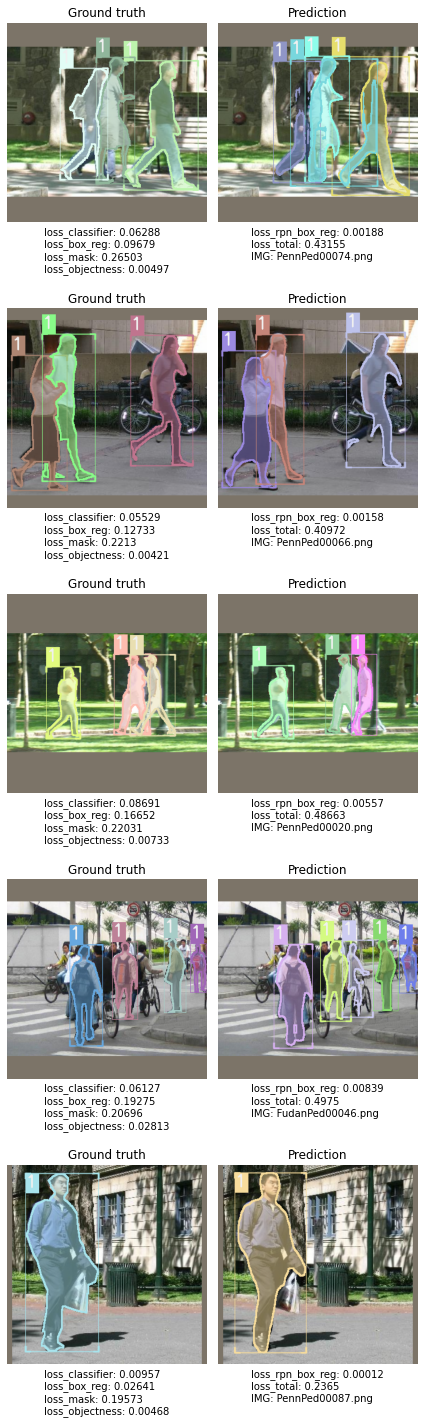 Ground truth
Prediction
1
1
1
1
1
1
loss_classifier: 0.06288
loss_box_reg: 0.09679
loss_mask: 0.26503
loss_objectness: 0.00497
loss_rpn_box_reg: 0.00188
loss_total: 0.43155
IMG: PennPed00074.png
Ground truth
Prediction
1
1
1
1
1
1
loss_classifier: 0.05529
loss_box_reg: 0.12733
loss_mask: 0.2213
loss_objectness: 0.00421
loss_rpn_box_reg: 0.00158
loss_total: 0.40972
IMG: PennPed00066.png
Ground truth
Prediction
1
1
1
1
1
1
loss_classifier: 0.08691
loss_box_reg: 0.16652
loss_mask: 0.22031
loss_objectness: 0.00733
loss_rpn_box_reg: 0.00557
loss_total: 0.48663
IMG: PennPed00020.png
Ground truth
Prediction
1
1
1
1
1
1
1
1
1
loss_classifier: 0.06127
loss_box_reg: 0.19275
loss_mask: 0.20696
loss_objectness: 0.02813
loss_rpn_box_reg: 0.00839
loss_total: 0.4975
IMG: FudanPed00046.png
Ground truth
Prediction
1
1
loss_classifier: 0.00957
loss_box_reg: 0.02641
loss_mask: 0.19573
loss_objectness: 0.00468
loss_rpn_box_reg: 0.00012
loss_total: 0.2365
IMG: PennPed00087.png